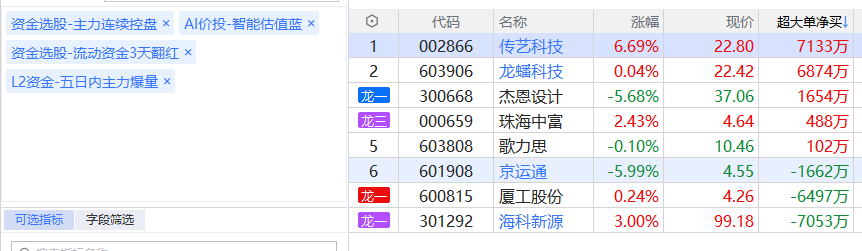 资金选股-主力连续控盘 × AI价投-智能估值蓝 ×
资金选股-流动资金3天翻红 ×
L2资金-五日内主力爆量 ×
可选指标 字段筛选
代码 名称 涨幅 现价 超大单净买↓
1 002866 传艺科技 6.69% 22.80 7133万
2 603906 龙蟠科技 0.04% 22.42 6874万
龙一 300668 杰恩设计 -5.68% 37.06 1654万
龙三 000659 珠海中富 2.43% 4.64 488万
5 603808 歌力思 -0.10% 10.46 102万
6 601908 京运通 -5.99% 4.55 -1662万
龙一 600815 厦工股份 0.24% 4.26 -6497万
龙一 301292 海科新源 3.00% 99.18 -7053万